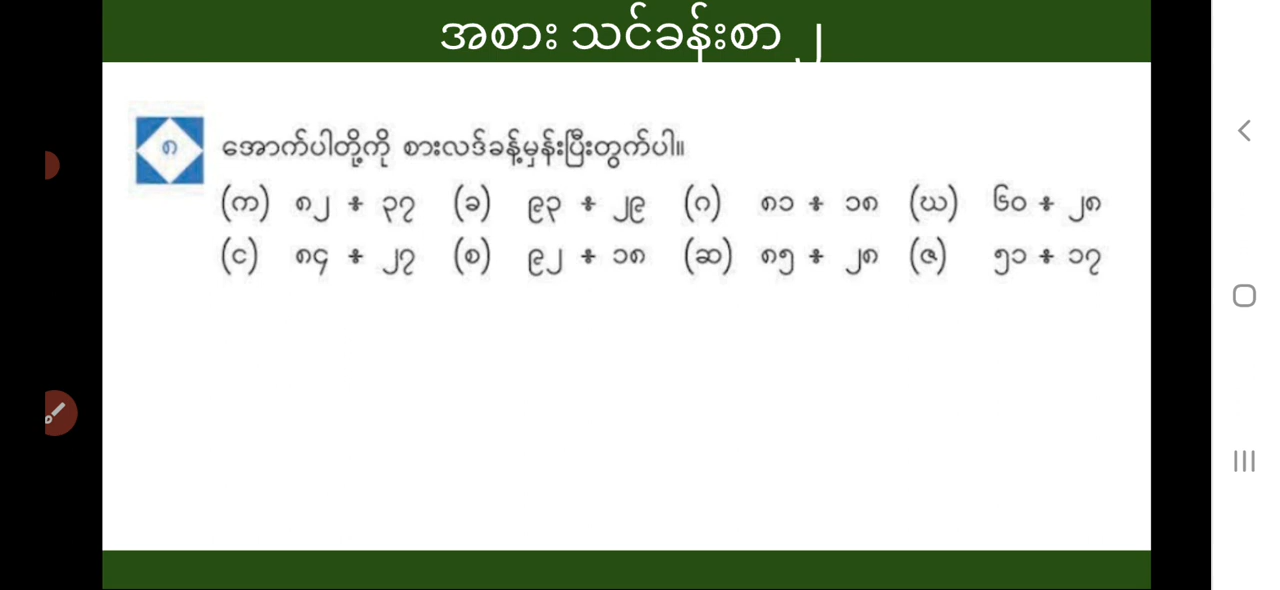 အစား သင်ခန်းစာ ၂
၈ အောက်ပါတို့ကို စားလဒ်ခန့်မှန်းပြီးတွက်ပါ။
(က) ၈၂ ÷ ၃၇ (ခ) ၉၃ ÷ ၂၉ (ဂ) ၈၁ ÷ ၁၈ (ဃ) ၆၀ ÷ ၂၈
(င) ၈၄ ÷ ၂၇ (စ) ၉၂ ÷ ၁၈ (ဆ) ၈၅ ÷ ၂၈ (ဇ) ၅၁ ÷ ၁၇